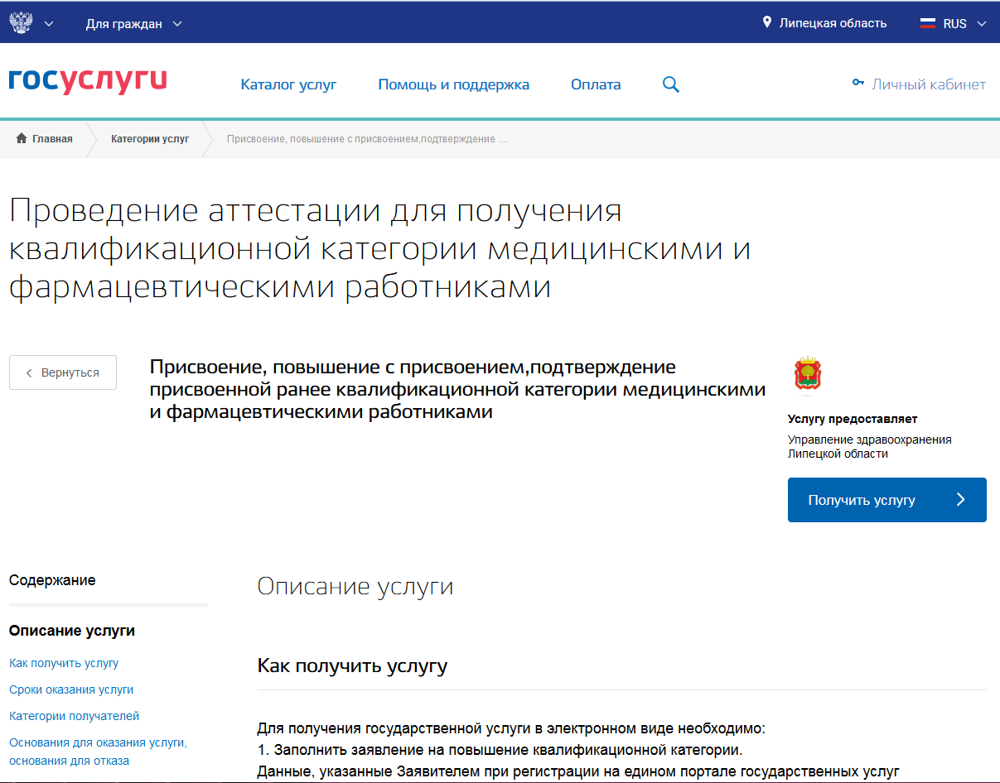 Для граждан
Липецкая область
RUS
госуслуги
Каталог услуг
Помощь и поддержка
Оплата
Личный кабинет
Главная
Категории услуг
Присвоение, повышение с присвоением,подтверждение ...
Проведение аттестации для получения
квалификационной категории медицинскими и
фармацевтическими работниками
Вернуться
Присвоение, повышение с присвоением,подтверждение
присвоенной ранее квалификационной категории медицинскими
и фармацевтическими работниками
Услугу предоставляет
Управление здравоохранения
Липецкой области
Получить услугу
Содержание
Описание услуги
Как получить услугу
Сроки оказания услуги
Категории получателей
Основания для оказания услуги,
основания для отказа
Описание услуги
Как получить услугу
Для получения государственной услуги в электронном виде необходимо:
1. Заполнить заявление на повышение квалификационной категории.
Данные, указанные Заявителем при регистрации на едином портале государственных услуг